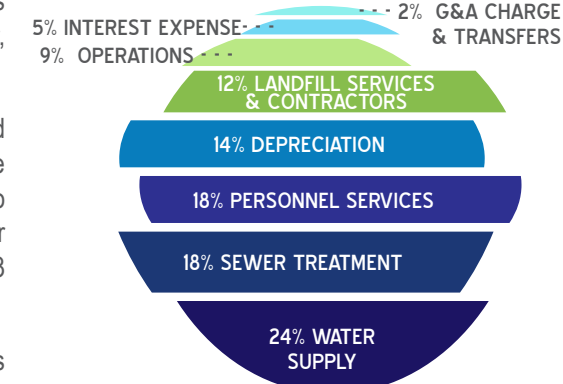 2% G&A CHARGE
& TRANSFERS
5% INTEREST EXPENSE
9% OPERATIONS
12% LANDFILL SERVICES
& CONTRACTORS
14% DEPRECIATION
18% PERSONNEL SERVICES
18% SEWER TREATMENT
24% WATER
SUPPLY